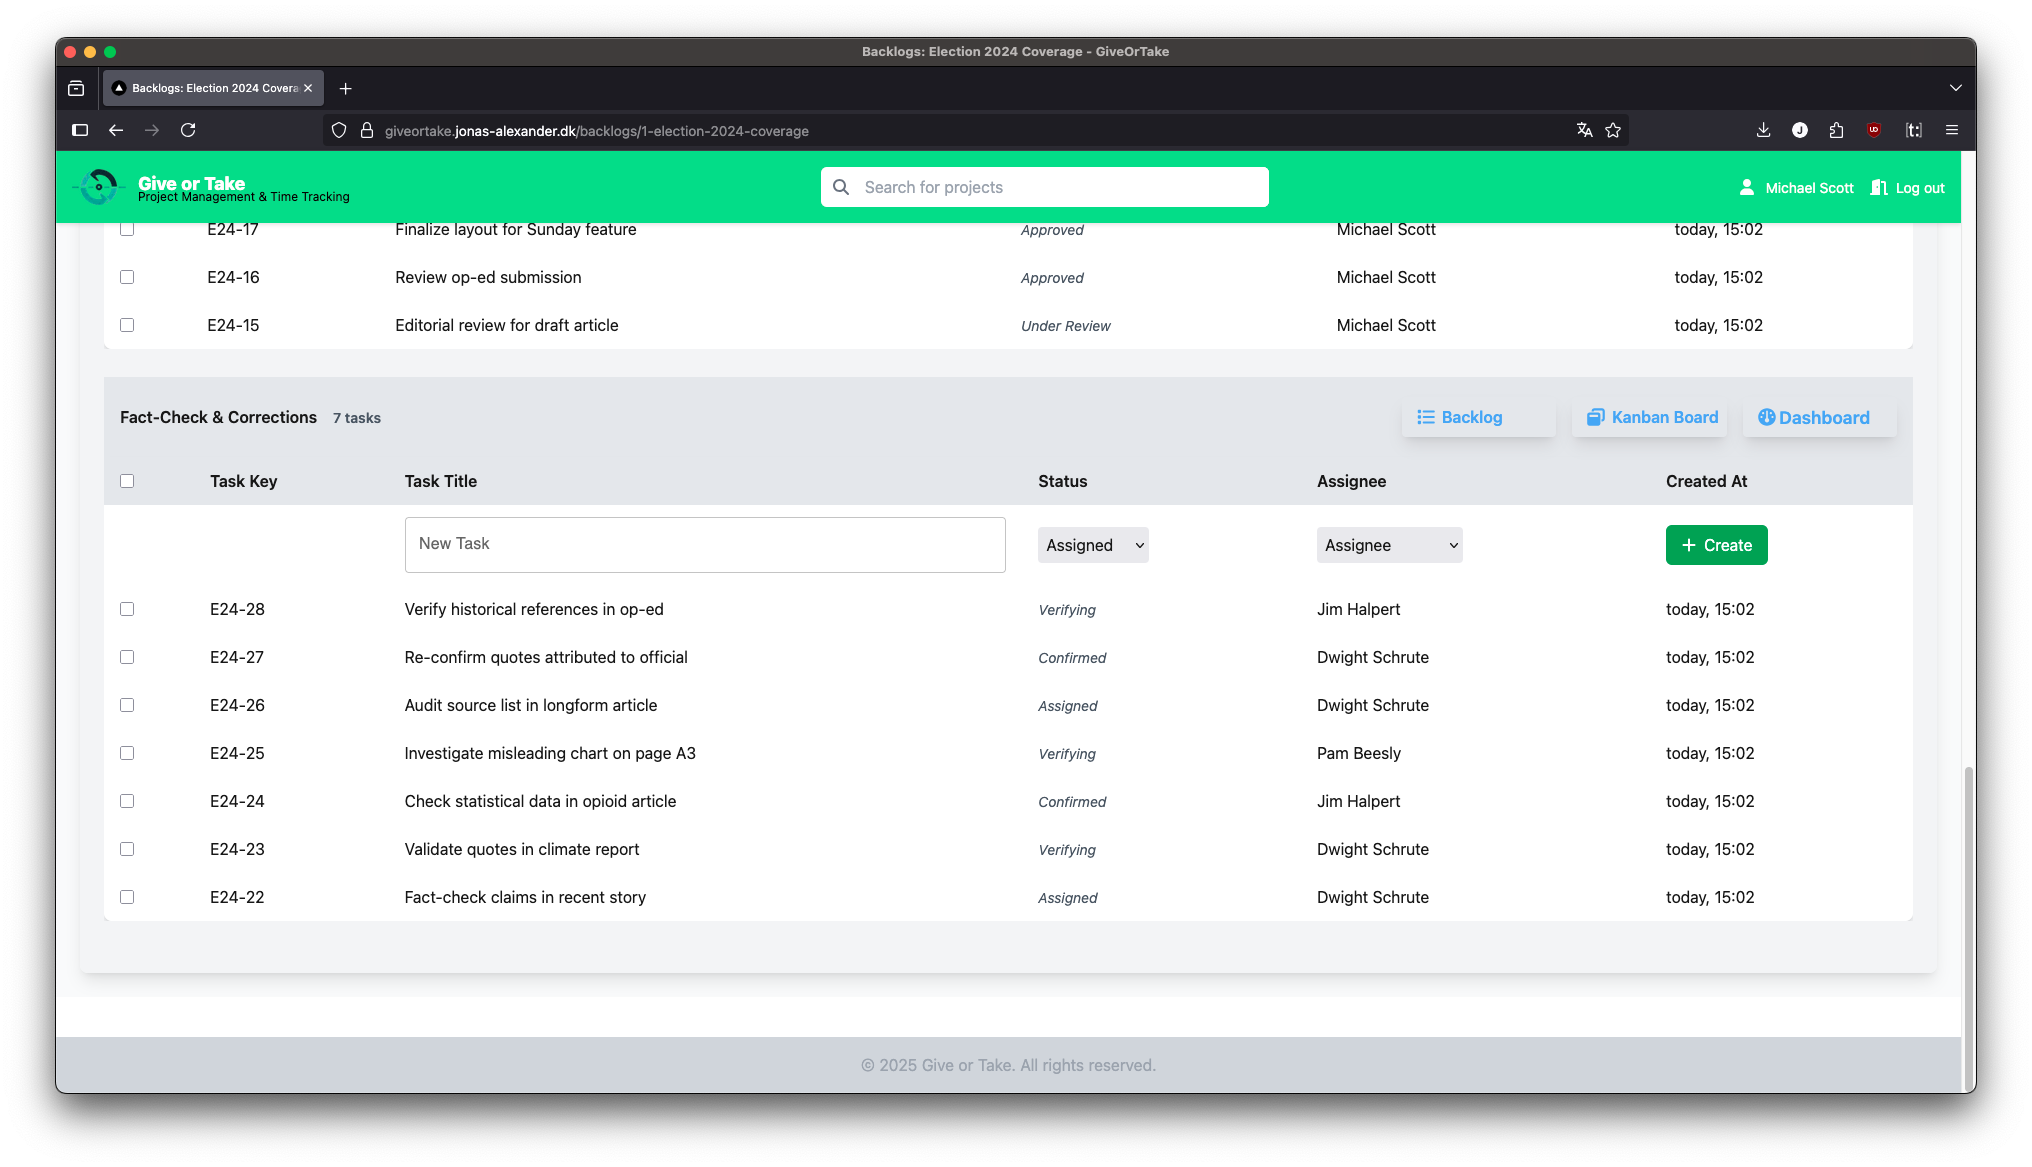 Backlogs: Election 2024 Coverage - GiveOrTake
Backlogs: Election 2024 Covera
giveortake.jonas-alexander.dk/backlogs/1-election-2024-coverage
J
[t:]
Give or Take
Project Management & Time Tracking
Search for projects
Michael Scott
Log out
E24-17 Finalize layout for Sunday feature Approved Michael Scott today, 15:02
E24-16 Review op-ed submission Approved Michael Scott today, 15:02
E24-15 Editorial review for draft article Under Review Michael Scott today, 15:02
Fact-Check & Corrections 7 tasks Backlog Kanban Board Dashboard
Task Key Task Title Status Assignee Created At
New Task Assigned Assignee + Create
E24-28 Verify historical references in op-ed Verifying Jim Halpert today, 15:02
E24-27 Re-confirm quotes attributed to official Confirmed Dwight Schrute today, 15:02
E24-26 Audit source list in longform article Assigned Dwight Schrute today, 15:02
E24-25 Investigate misleading chart on page A3 Verifying Pam Beesly today, 15:02
E24-24 Check statistical data in opioid article Confirmed Jim Halpert today, 15:02
E24-23 Validate quotes in climate report Verifying Dwight Schrute today, 15:02
E24-22 Fact-check claims in recent story Assigned Dwight Schrute today, 15:02
© 2025 Give or Take. All rights reserved.